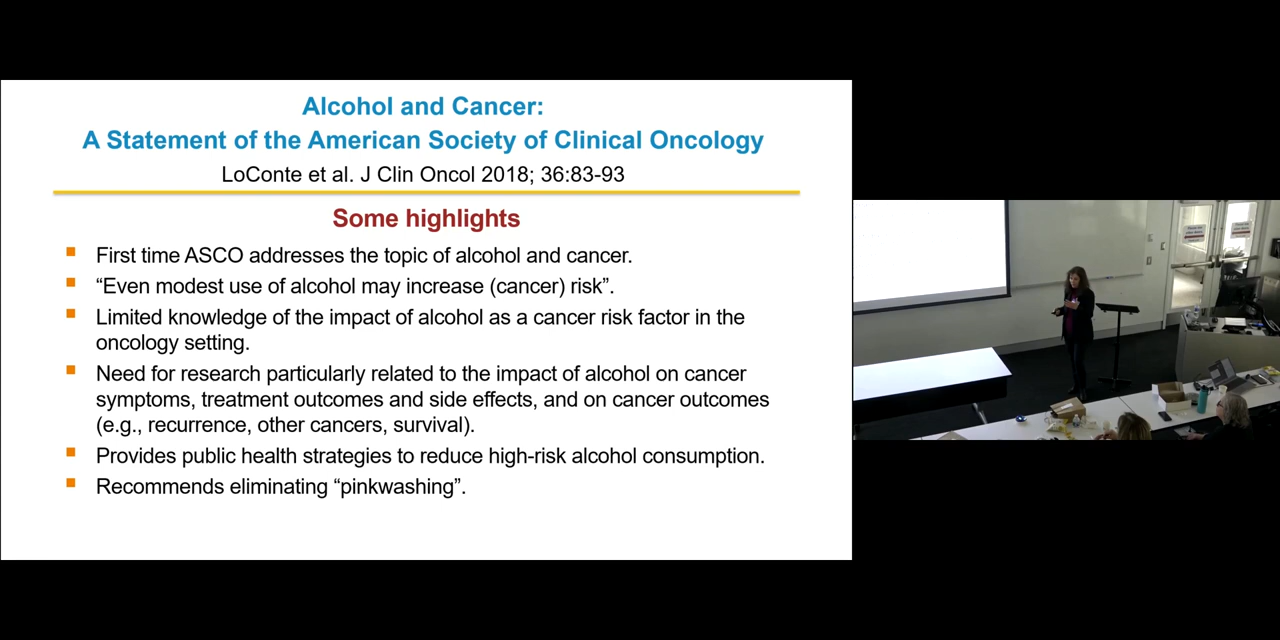 Alcohol and Cancer:
A Statement of the American Society of Clinical Oncology
LoConte et al. J Clin Oncol 2018; 36:83-93
Some highlights
First time ASCO addresses the topic of alcohol and cancer.
“Even modest use of alcohol may increase (cancer) risk”.
Limited knowledge of the impact of alcohol as a cancer risk factor in the
oncology setting.
Need for research particularly related to the impact of alcohol on cancer
symptoms, treatment outcomes and side effects, and on cancer outcomes
(e.g., recurrence, other cancers, survival).
Provides public health strategies to reduce high-risk alcohol consumption.
Recommends eliminating “pinkwashing”.